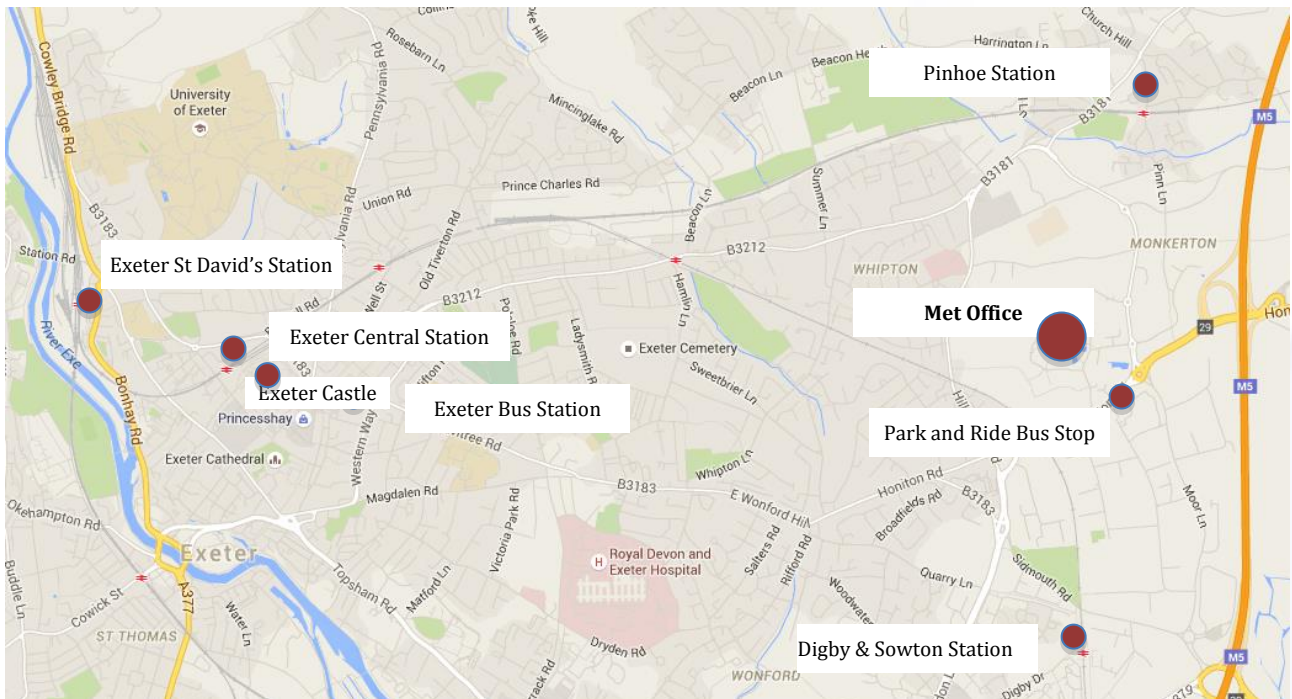 Cowley Bridge Rd
Rosebarn Ln
Pennsylvania Rd
Mincinglake Rd
Beacon Ln
Harrington
Church Hill
Pinhoe Station
B3181
M5
University
of Exeter
Prince Charles Rd
Union Rd
Old Tiverton Rd
Beacon Ln
Summer Ln
B3181
Pinn Ln
B3183
Station Rd
Exeter St David's Station
B3212
B3212
WHIPTON
MONKERTON
Hamlin Ln
Met Office
29
River Exe
Exeter Central Station
Exeter Cemetery
Sweetbrier Ln
M5
Bonhay Rd
Exeter Castle
Exeter Bus Station
Princesshay
Park and Ride Bus Stop
Exeter Cathedral
Western Way
Magdalen Rd
Whipton Ln
B3183
E Wonford Hill
Honiton Rd
Broadfields Rd
B3183
Moor Ln
Okehampton Rd
Exeter
Victoria Park Rd
Royal Devon and
Exeter Hospital
Salters Rd
Rifford Rd
Quarry Ln
Sidmouth Rd
Buddle Ln
Cowick St
A377
Topsham Rd
Matford Ln
Water Ln
ST THOMAS
Dryden Rd
WONFORD
Digby & Sowton Station
Digby Dr
M5